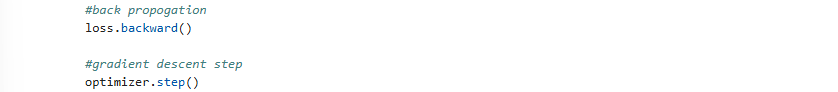 #back propogation
loss.backward()
#gradient descent step
optimizer.step()